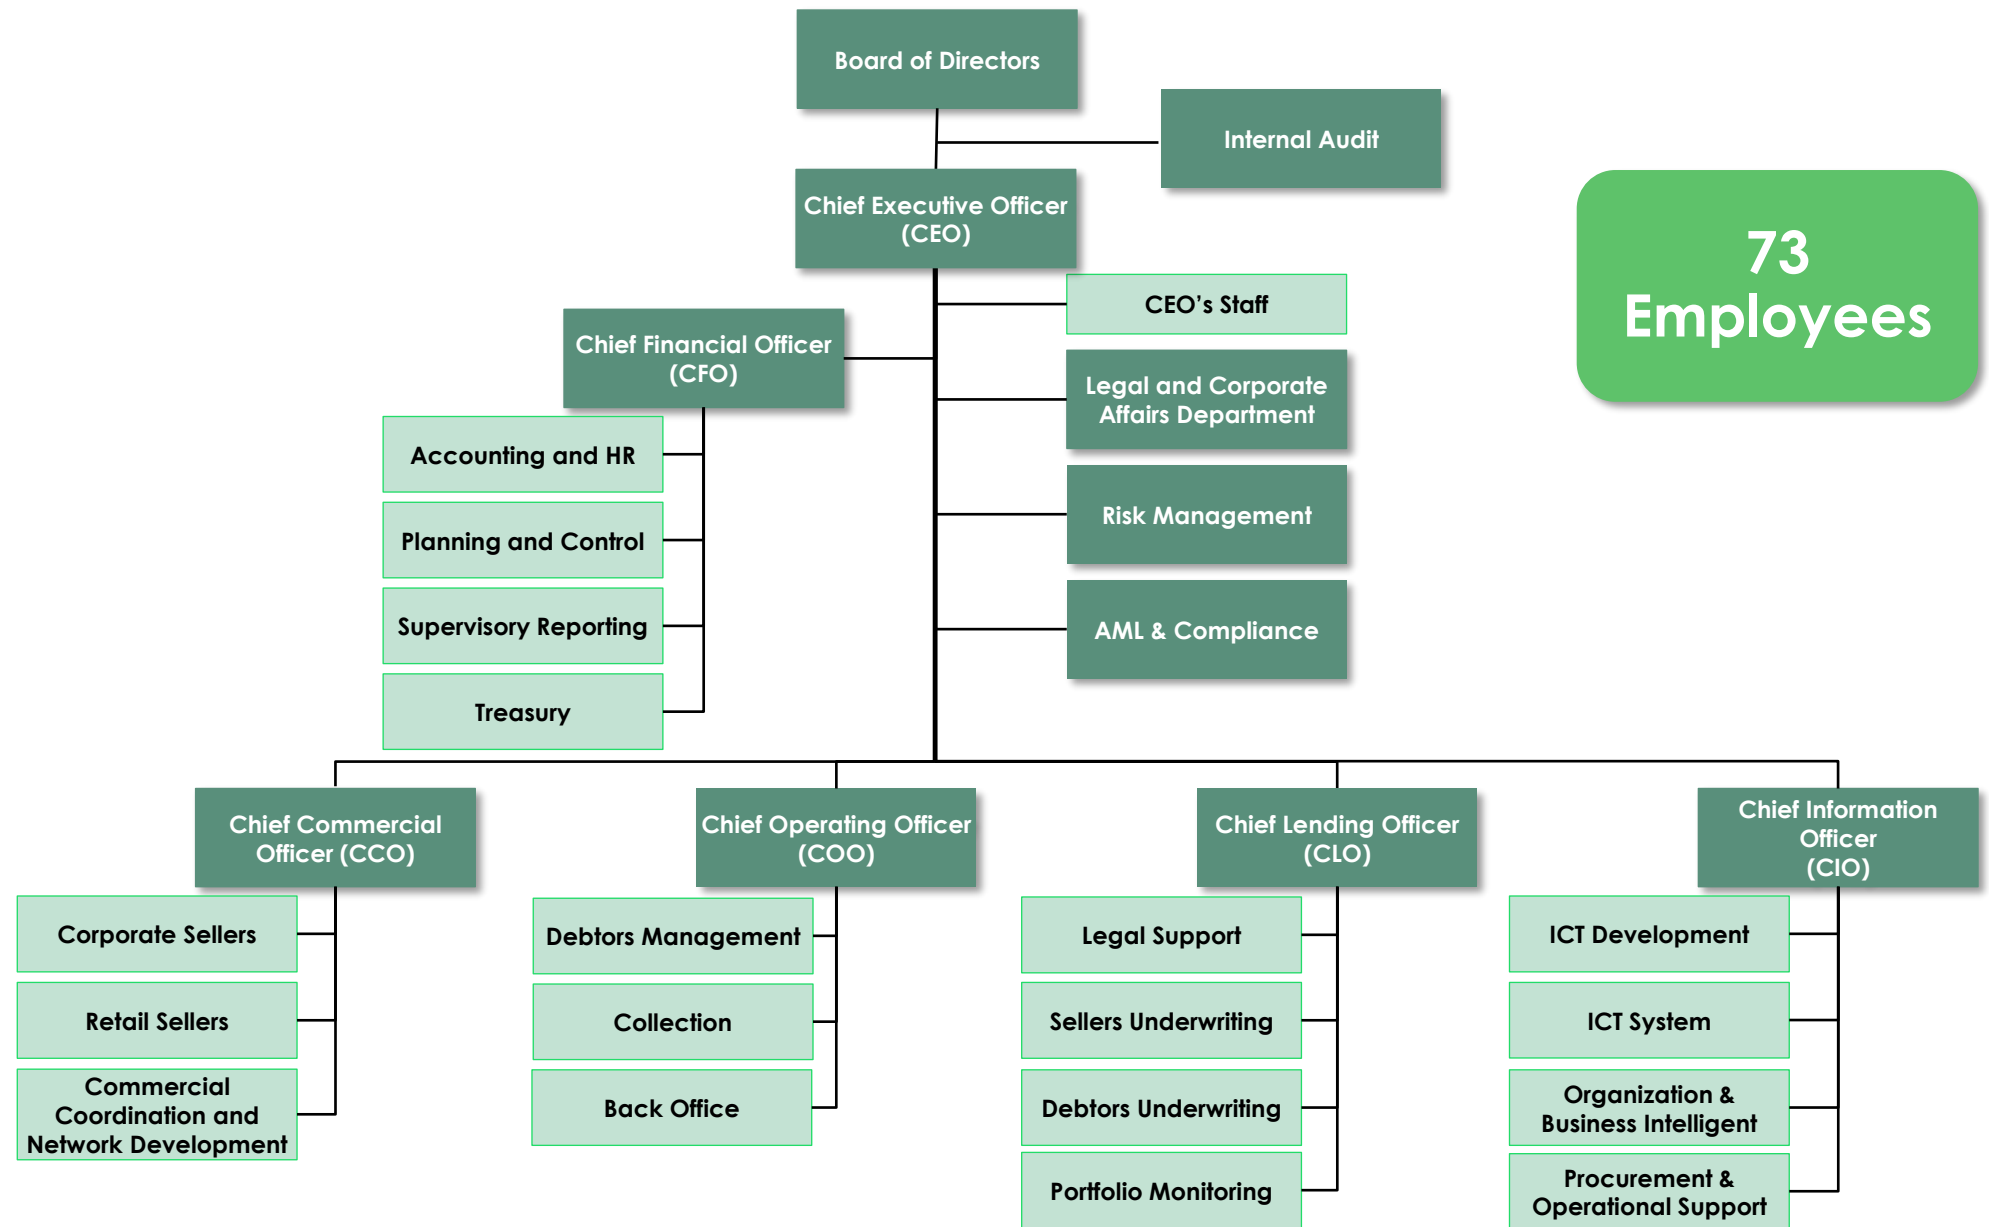 Board of Directors
Internal Audit
Chief Executive Officer
(CEO)
73
Employees
CEO’s Staff
Chief Financial Officer
(CFO)
Legal and Corporate
Affairs Department
Accounting and HR
Risk Management
Planning and Control
Supervisory Reporting
AML & Compliance
Treasury
Chief Commercial
Officer (CCO)
Chief Operating Officer
(COO)
Chief Lending Officer
(CLO)
Chief Information
Officer
(CIO)
Corporate Sellers
Debtors Management
Legal Support
ICT Development
Retail Sellers
Collection
Sellers Underwriting
ICT System
Commercial
Coordination and
Network Development
Back Office
Debtors Underwriting
Organization &
Business Intelligent
Portfolio Monitoring
Procurement &
Operational Support